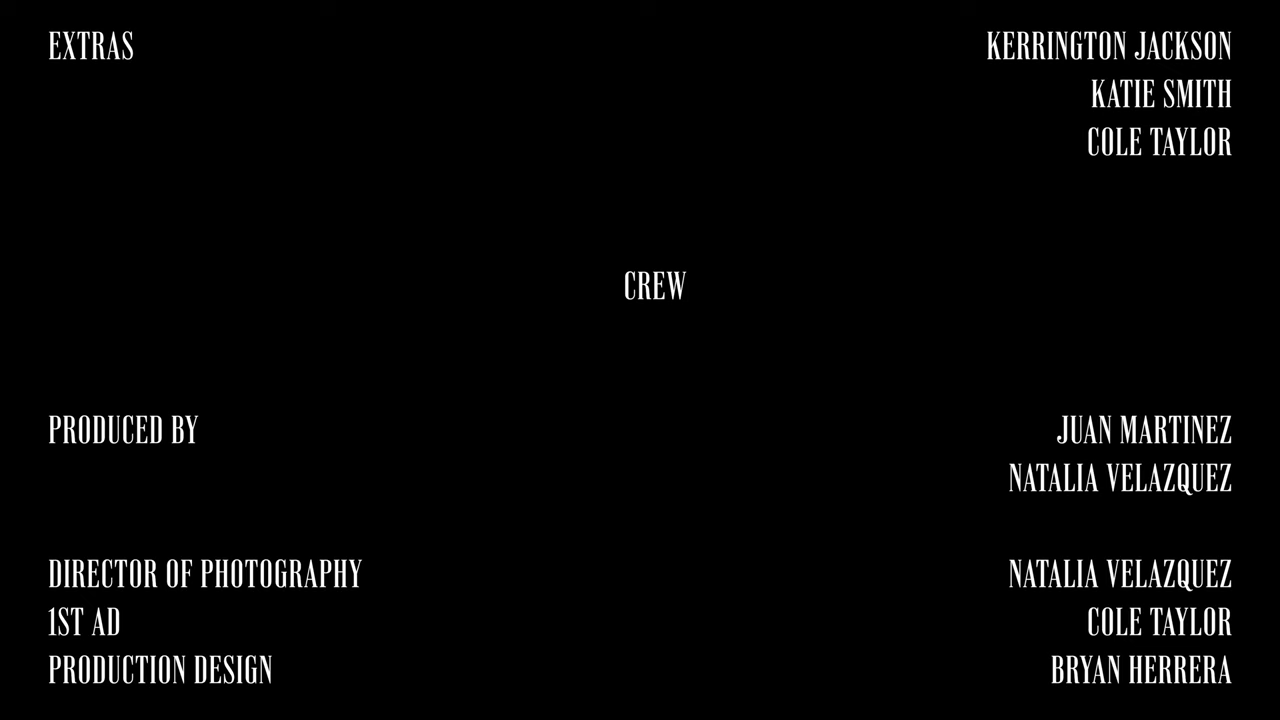 EXTRAS KERRINGTON JACKSON
KATIE SMITH
COLE TAYLOR
CREW
PRODUCED BY JUAN MARTINEZ
NATALIA VELAZQUEZ
DIRECTOR OF PHOTOGRAPHY NATALIA VELAZQUEZ
1ST AD COLE TAYLOR
PRODUCTION DESIGN BRYAN HERRERA